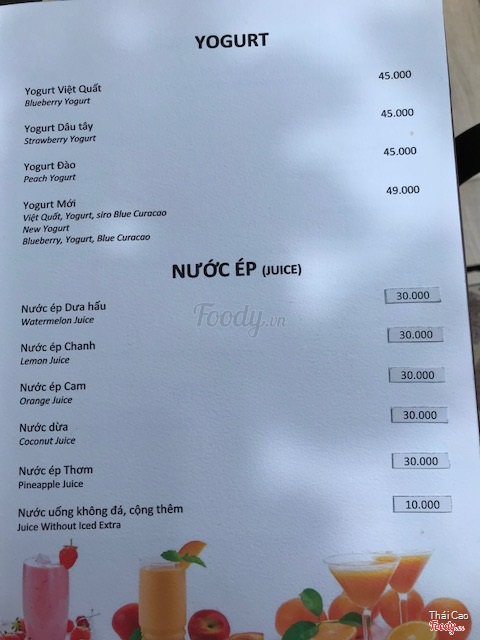 YOGURT
Yogurt Việt Quất 45.000
Blueberry Yogurt
Yogurt Dâu tây 45.000
Strawberry Yogurt
Yogurt Đào 45.000
Peach Yogurt
Yogurt Mới 49.000
Việt Quất, Yogurt, siro Blue Curacao
New Yogurt
Blueberry, Yogurt, Blue Curacao
NƯỚC ÉP (JUICE)
Nước ép Dưa hấu 30.000
Watermelon Juice
Foody.vn
Nước ép Chanh 30.000
Lemon Juice
Nước ép Cam 30.000
Orange Juice
Nước dừa 30.000
Coconut Juice
Nước ép Thơm 30.000
Pineapple Juice
Nước uống không đá, cộng thêm 10.000
Juice Without Iced Extra
Thái Cao
Foody.vn